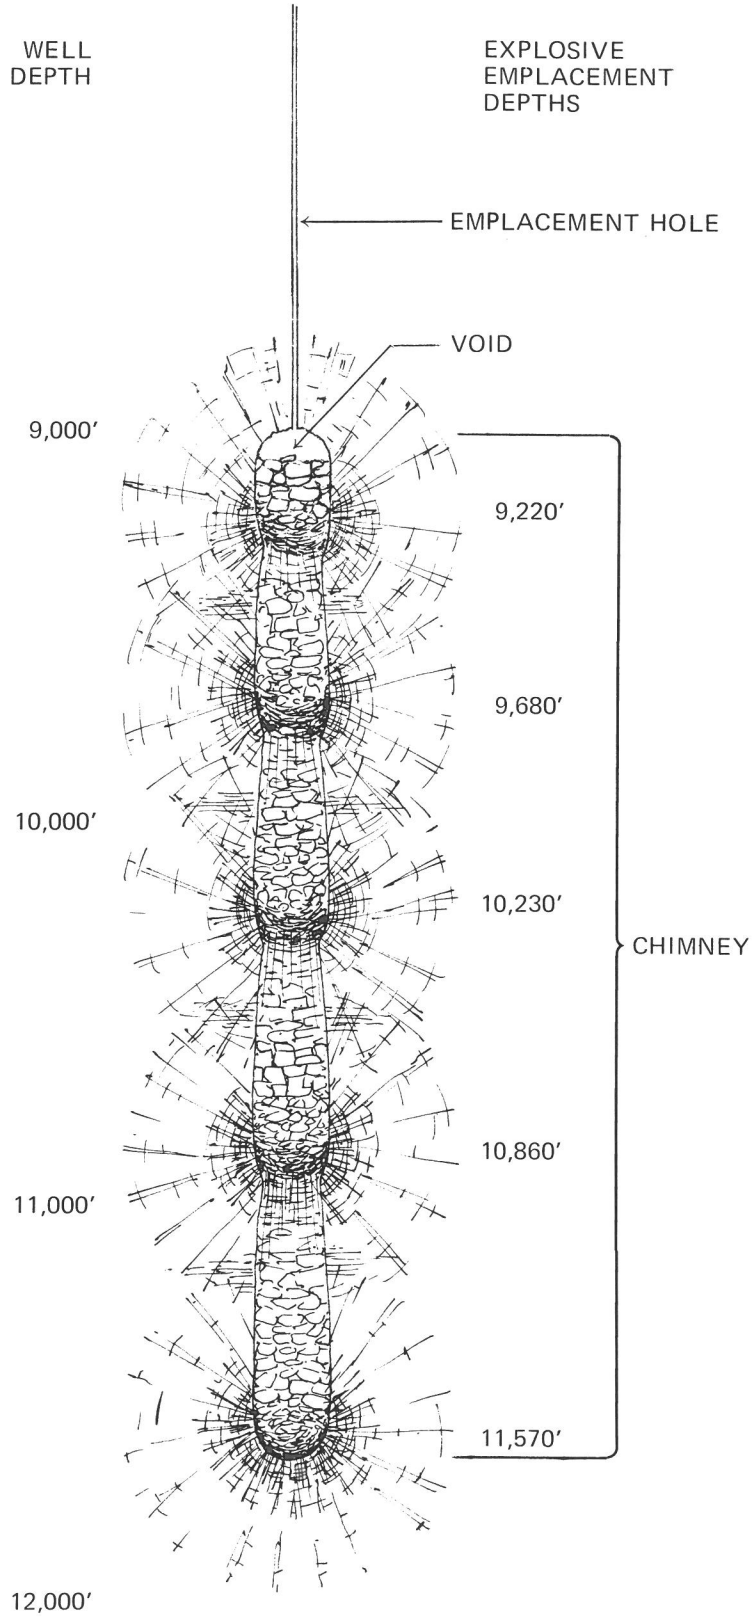 WELL
DEPTH
EXPLOSIVE
EMPLACEMENT
DEPTHS
EMPLACEMENT HOLE
VOID
9,000′
9,220′
9,680′
10,000′
10,230′
CHIMNEY
10,860′
11,000′
11,570′
12,000′